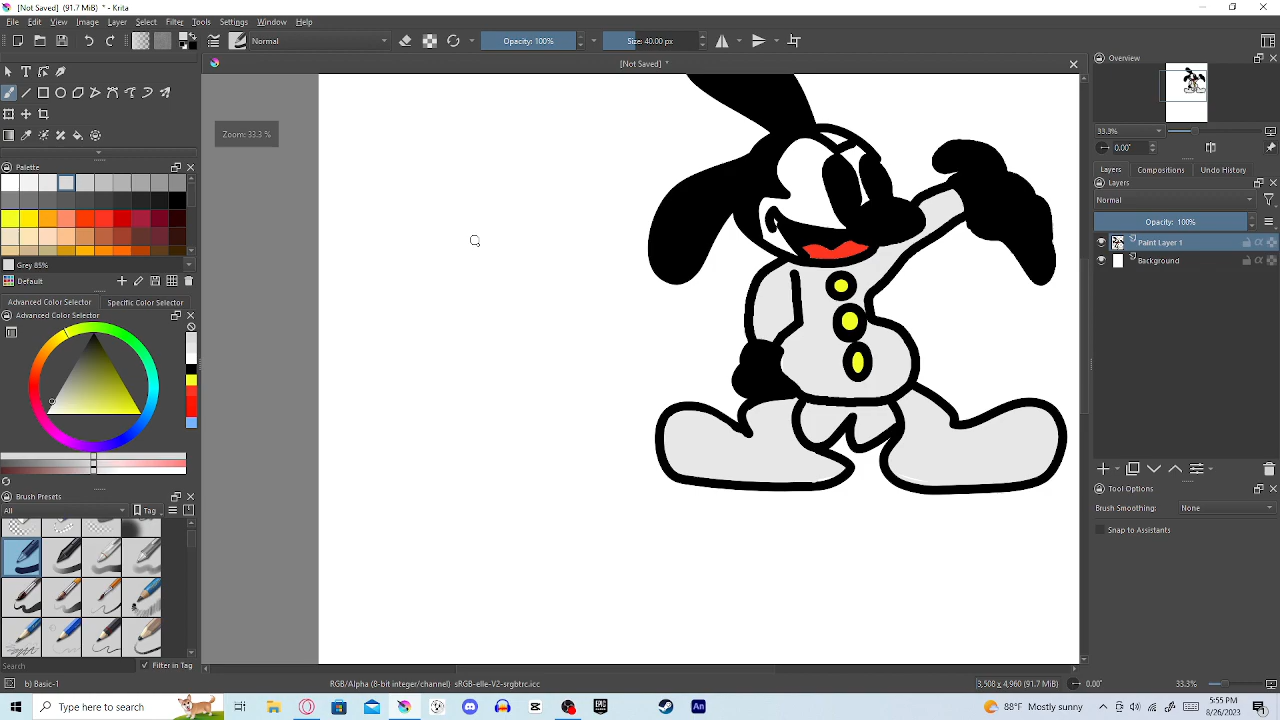 [Not Saved] (91.7 MiB) * - Krita
File Edit View Image Layer Select Filter Tools Settings Window Help
Normal
Opacity: 100%
Size: 40.00 px
[Not Saved] *
Zoom: 33.3 %
Palette
Grey 85%
Default
Advanced Color Selector
Specific Color Selector
Advanced Color Selector
Brush Presets
All
Tag
Search
Filter in Tag
Overview
33.3%
0.00°
Layers
Compositions
Undo History
Layers
Normal
Opacity: 100%
Paint Layer 1
Background
Tool Options
Brush Smoothing:
None
Snap to Assistants
b) Basic-1
RGB/Alpha (8-bit integer/channel) sRGB-elle-V2-srgbtrc.icc
3,508 x 4,960 (91.7 MiB)
0.00°
33.3%
Type here to search
An
88°F Mostly sunny
5:55 PM
8/26/2023